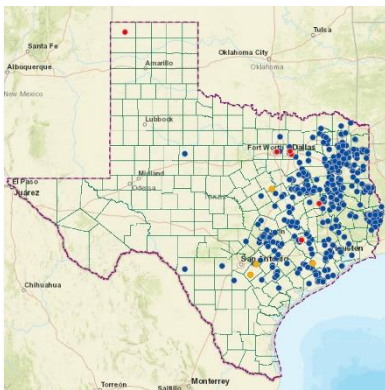 Tulsa
Santa Fe
Oklahoma City
Albuquerque
Amarillo
Oklahoma
New Mexico
Lubbock
Fort Worth
Dallas
Midland
Odessa
El Paso
Juárez
San Antonio
Chihuahua
Monterrey
Torreón
Saltillo